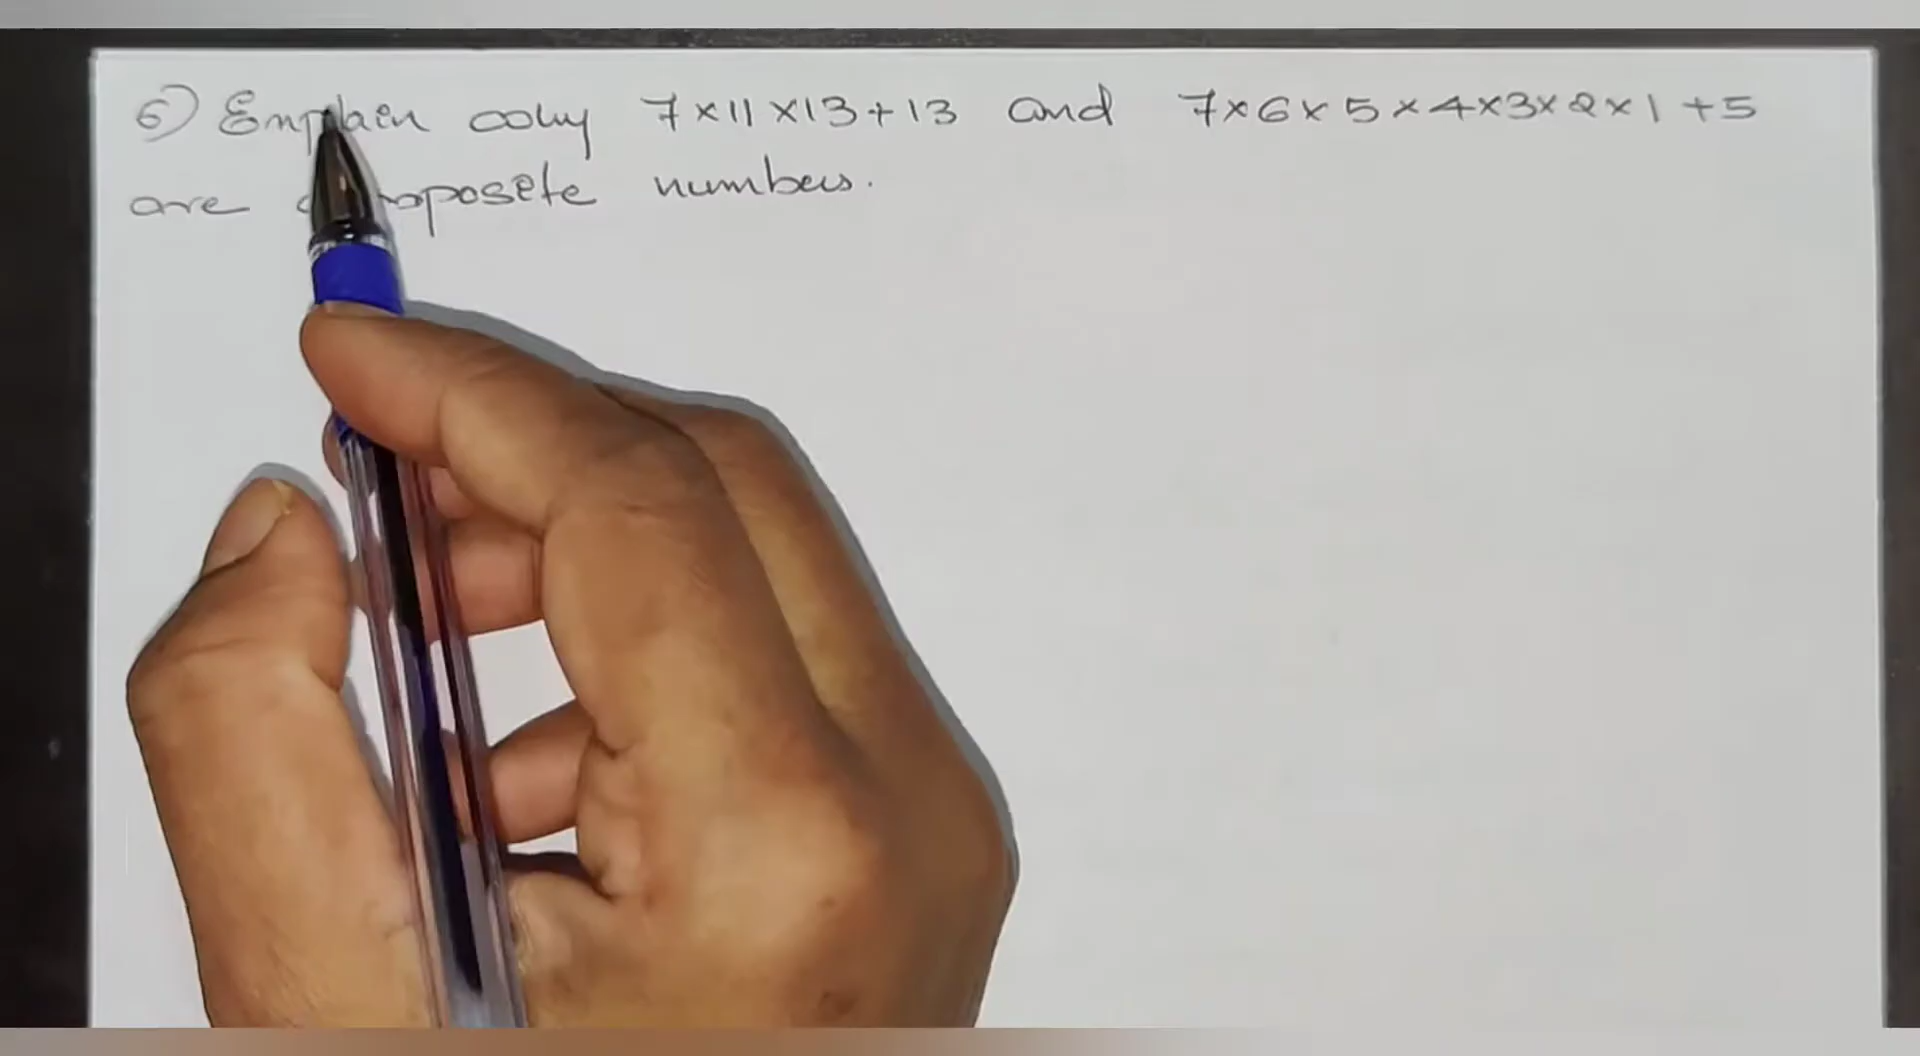 6) Explain why 7×11×13+13 and 7×6×5×4×3×2×1+5
are composite numbers.